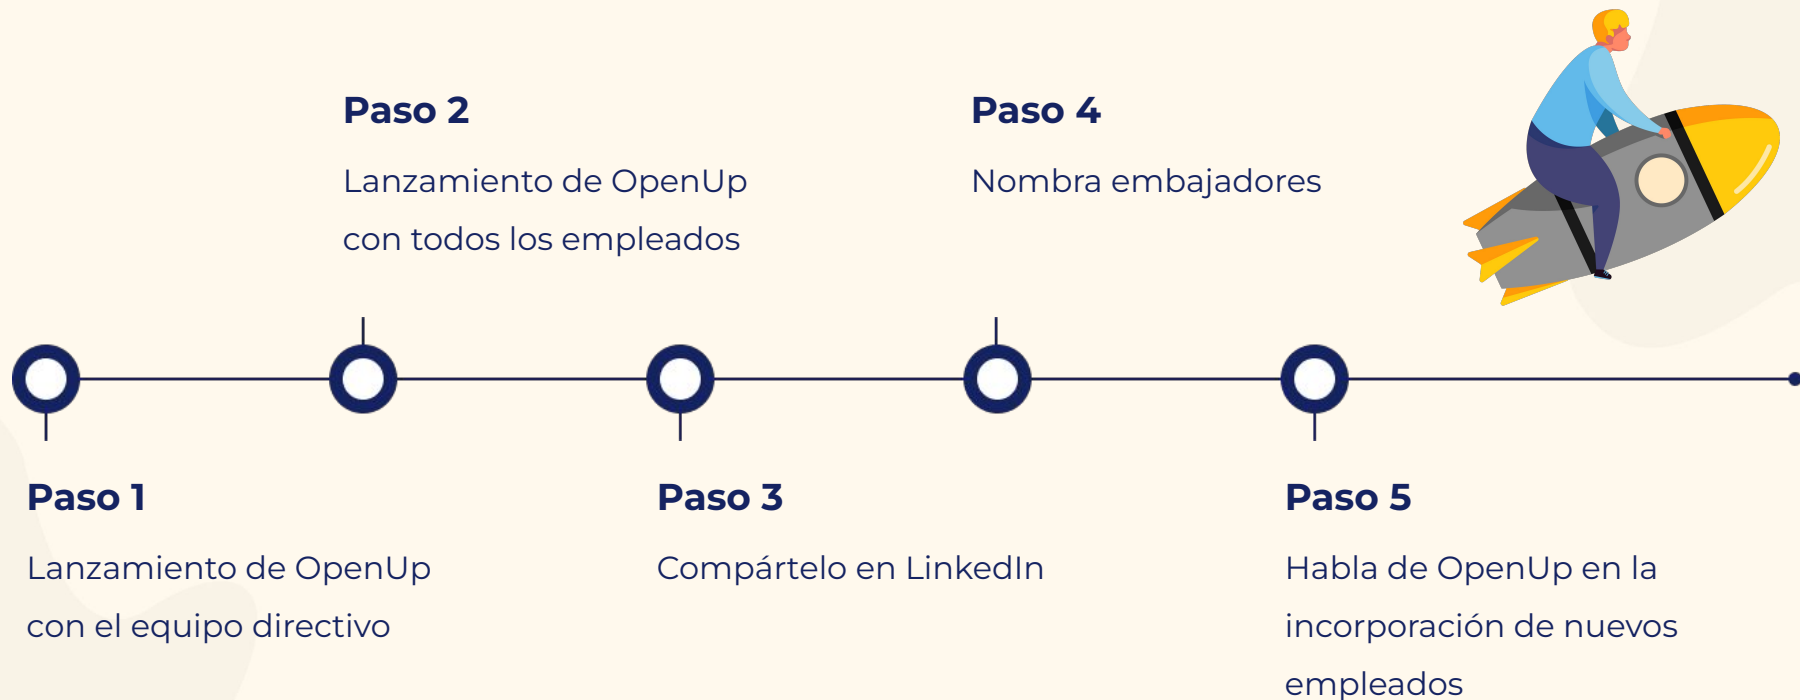 Paso 1
Lanzamiento de OpenUp
con el equipo directivo
Paso 2
Lanzamiento de OpenUp
con todos los empleados
Paso 3
Compártelo en LinkedIn
Paso 4
Nombra embajadores
Paso 5
Habla de OpenUp en la
incorporación de nuevos
empleados